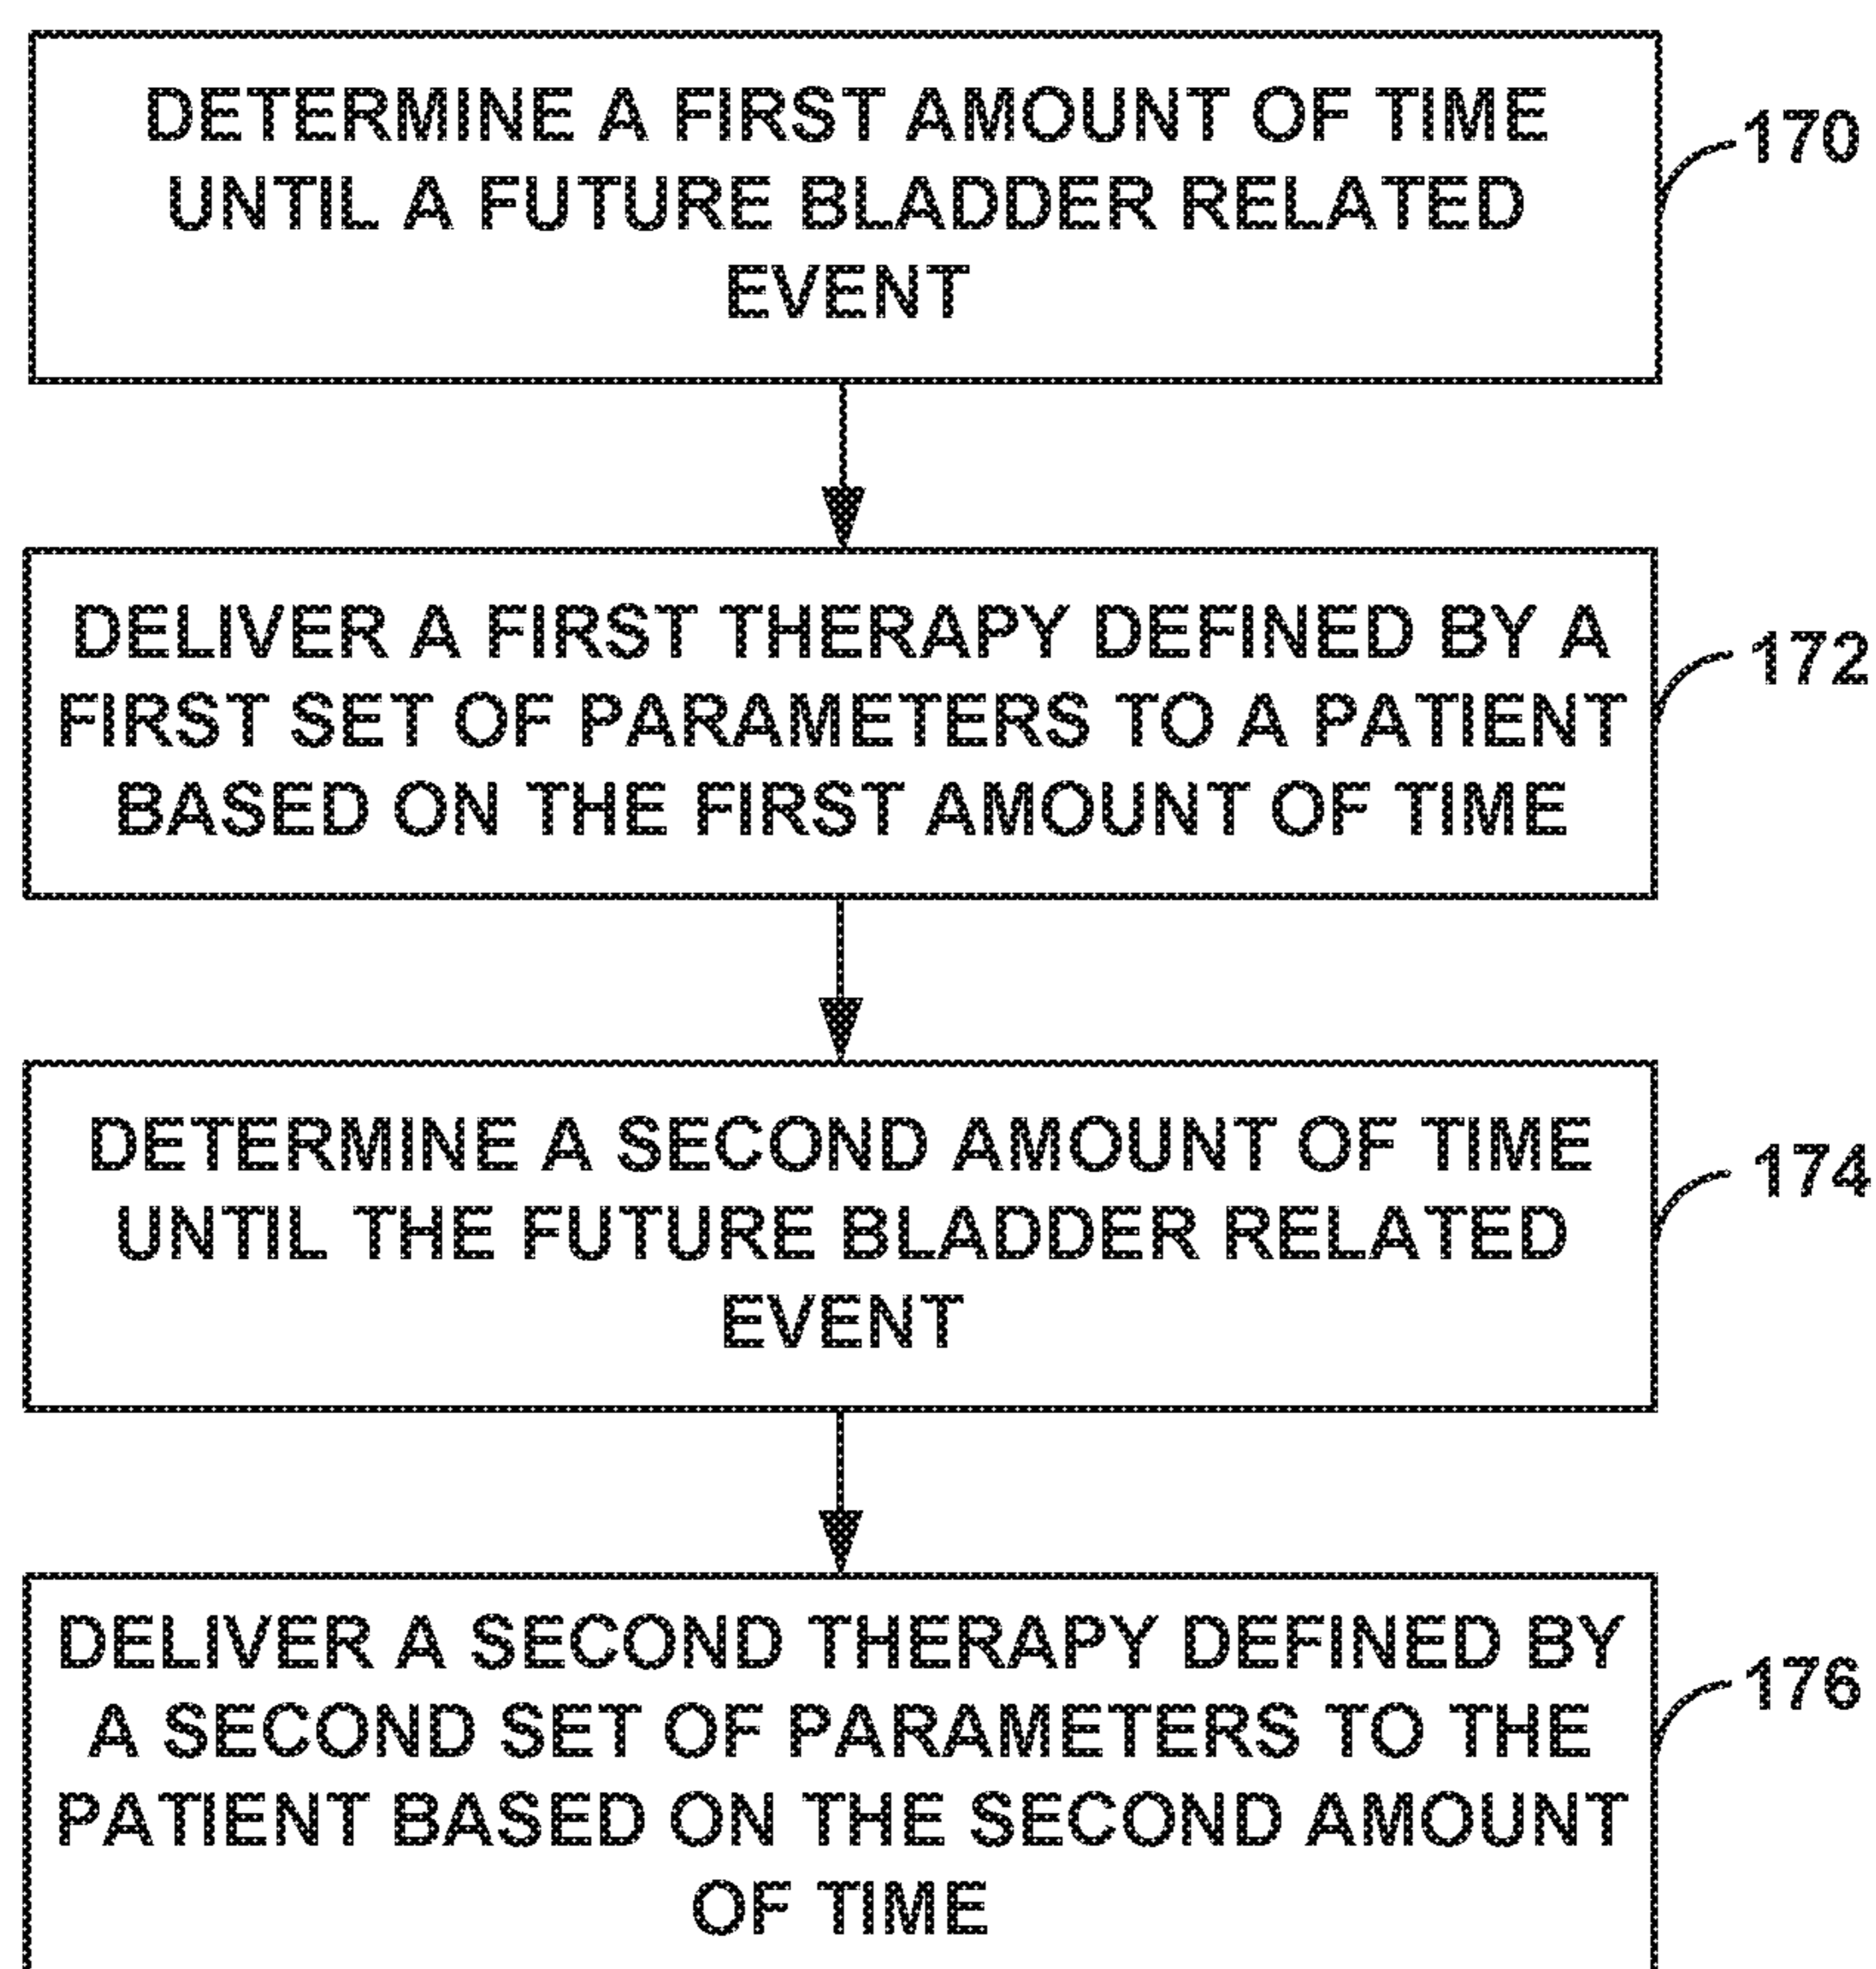 DETERMINE A FIRST AMOUNT OF TIME
UNTIL A FUTURE BLADDER RELATED
EVENT
170
DELIVER A FIRST THERAPY DEFINED BY A
FIRST SET OF PARAMETERS TO A PATIENT
BASED ON THE FIRST AMOUNT OF TIME
172
DETERMINE A SECOND AMOUNT OF TIME
UNTIL THE FUTURE BLADDER RELATED
EVENT
174
DELIVER A SECOND THERAPY DEFINED BY
A SECOND SET OF PARAMETERS TO THE
PATIENT BASED ON THE SECOND AMOUNT
OF TIME
176